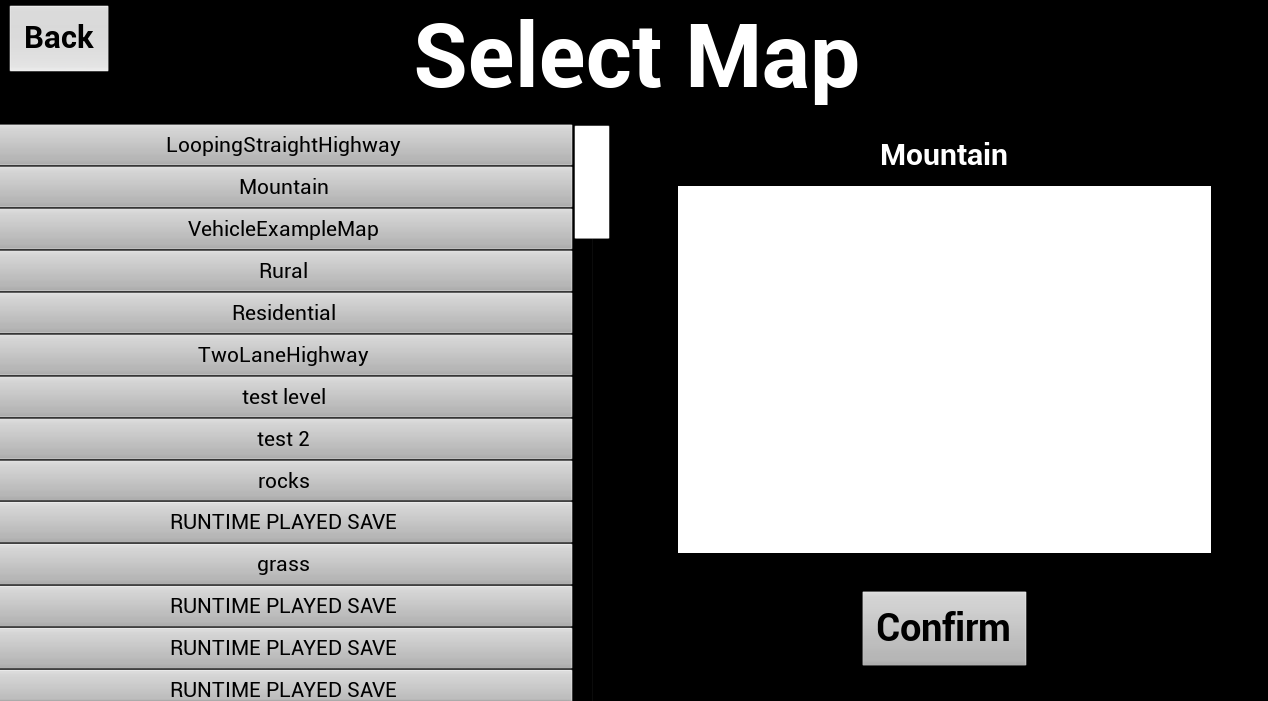 Back
Select Map
LoopingStraightHighway
Mountain
VehicleExampleMap
Rural
Residential
TwoLaneHighway
test level
test 2
rocks
RUNTIME PLAYED SAVE
grass
RUNTIME PLAYED SAVE
RUNTIME PLAYED SAVE
RUNTIME PLAYED SAVE
Mountain
Confirm